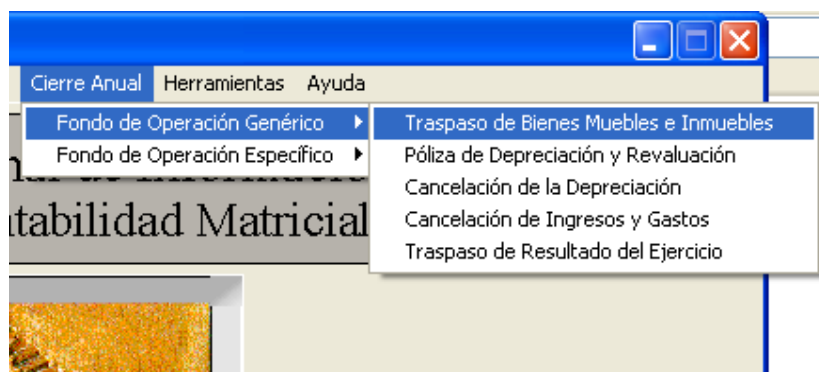 Cierre Anual Herramientas Ayuda
Fondo de Operación Genérico
Fondo de Operación Específico
Traspaso de Bienes Muebles e Inmuebles
Póliza de Depreciación y Revaluación
Cancelación de la Depreciación
Cancelación de Ingresos y Gastos
Traspaso de Resultado del Ejercicio
tabilidad Matricial